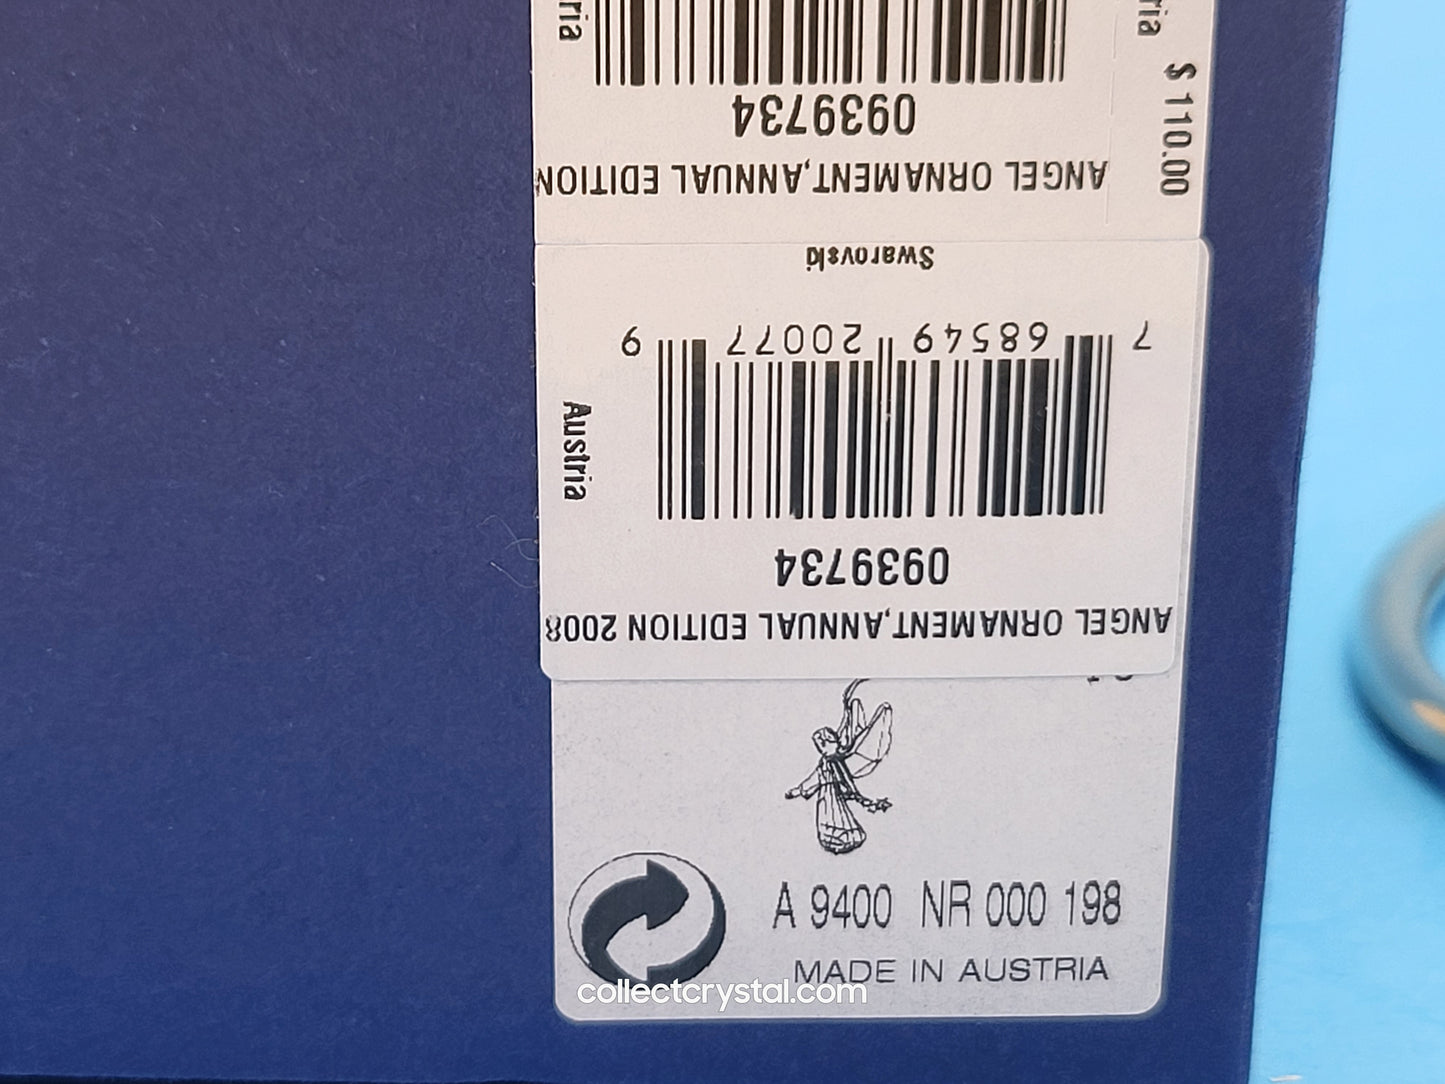 ria
$ 110.00
ria
0939734
ANGEL ORNAMENT,ANNUAL EDITION
Swarovski
7 68549 20077 9
Austria
0939734
ANGEL ORNAMENT,ANNUAL EDITION 2008
A 9400 NR 000 198
MADE IN AUSTRIA
collectcrystal.com